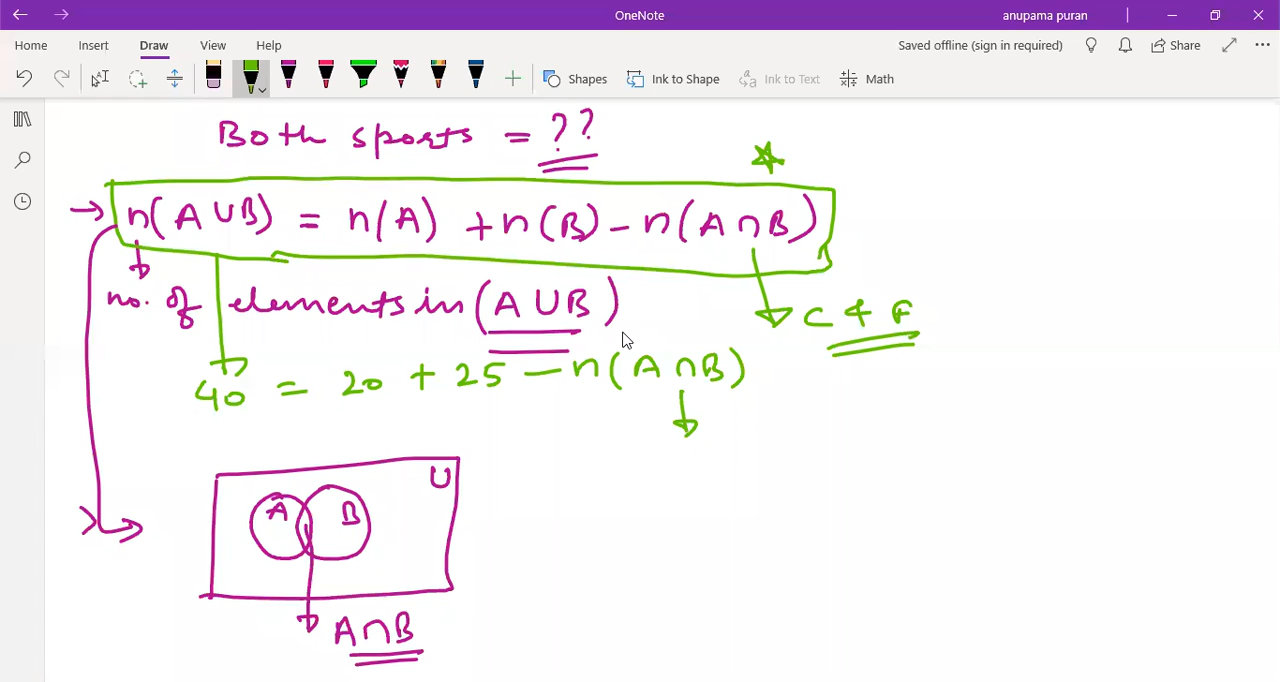 OneNote
anupama puran
Home Insert Draw View Help
Saved offline (sign in required) Share
Shapes Ink to Shape Ink to Text Math
Both sports = ??
n(A∪B) = n(A) + n(B) - n(A∩B)
no. of elements in (A∪B)
C & F
40 = 20 + 25 - n(A∩B)
U
A B
A∩B